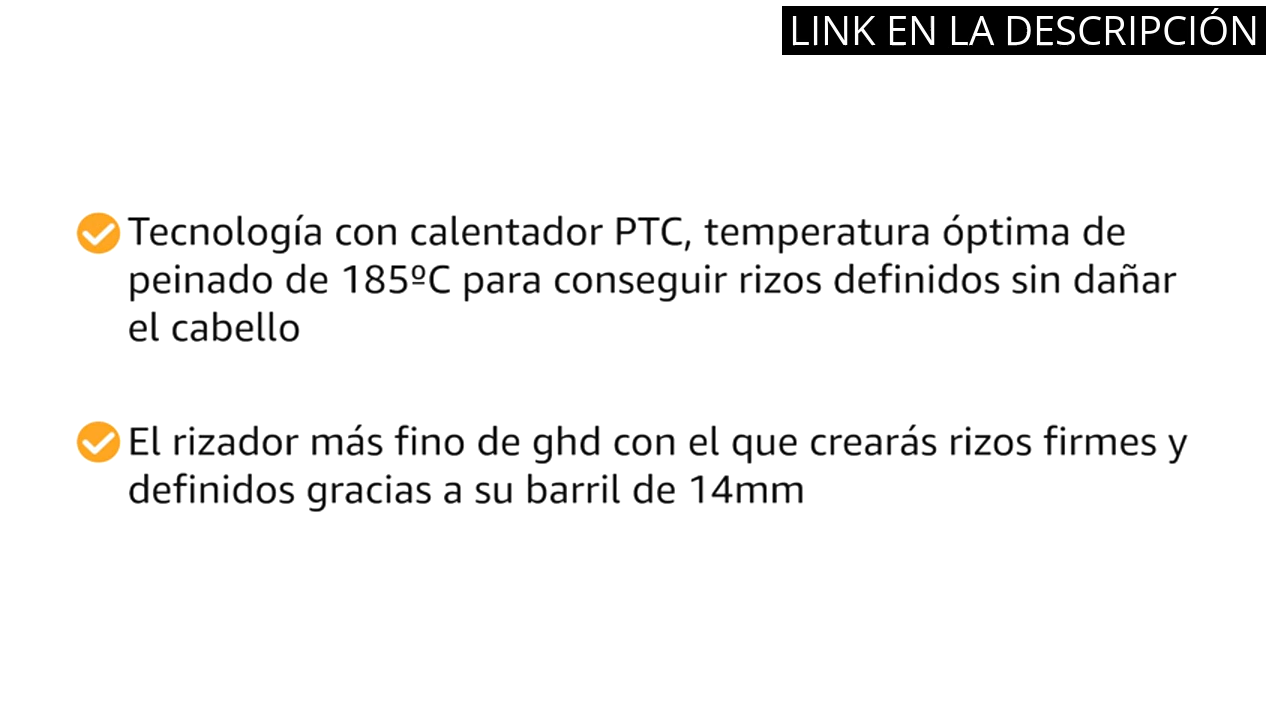 LINK EN LA DESCRIPCIÓN
Tecnología con calentador PTC, temperatura óptima de
peinado de 185ºC para conseguir rizos definidos sin dañar
el cabello
El rizador más fino de ghd con el que crearás rizos firmes y
definidos gracias a su barril de 14mm